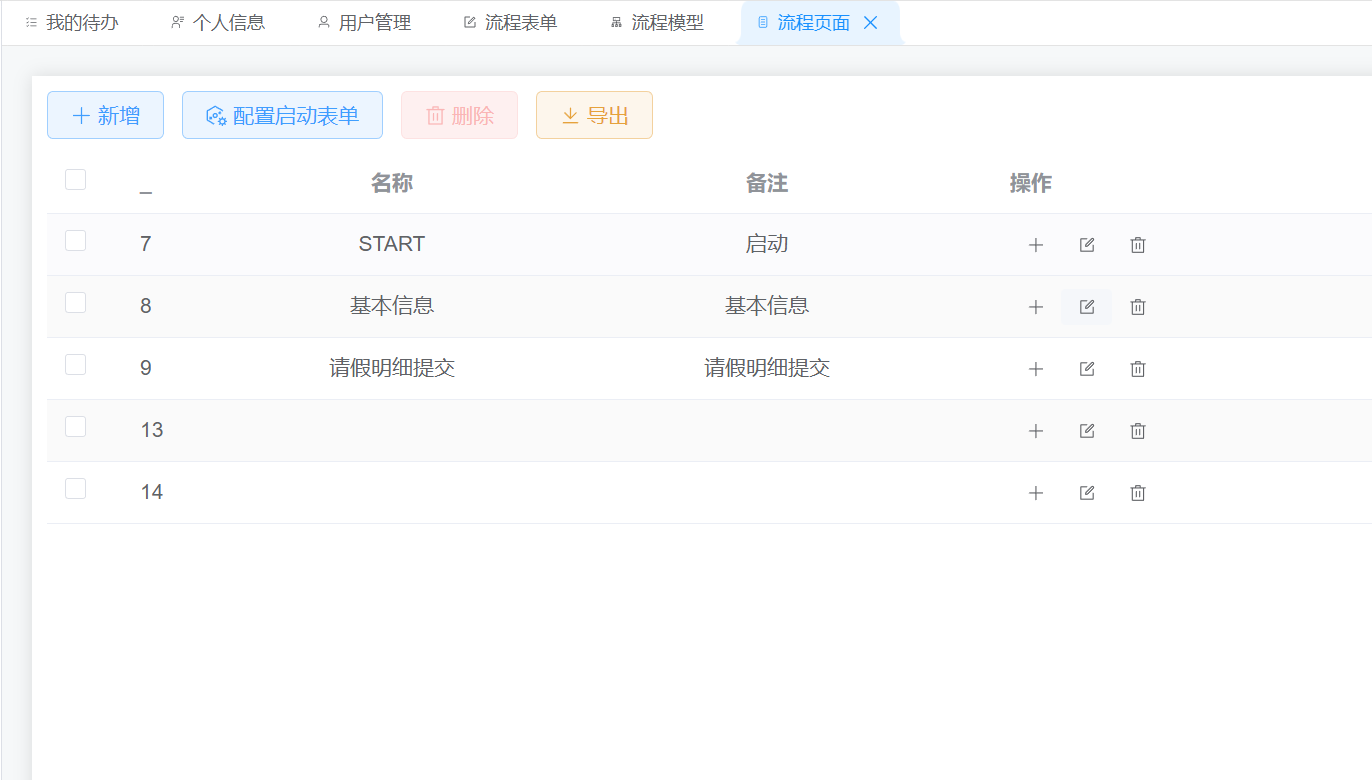 我的待办 个人信息 用户管理 流程表单 流程模型 流程页面
新增 配置启动表单 删除 导出
_ 名称 备注 操作
7 START 启动
8 基本信息 基本信息
9 请假明细提交 请假明细提交
13
14